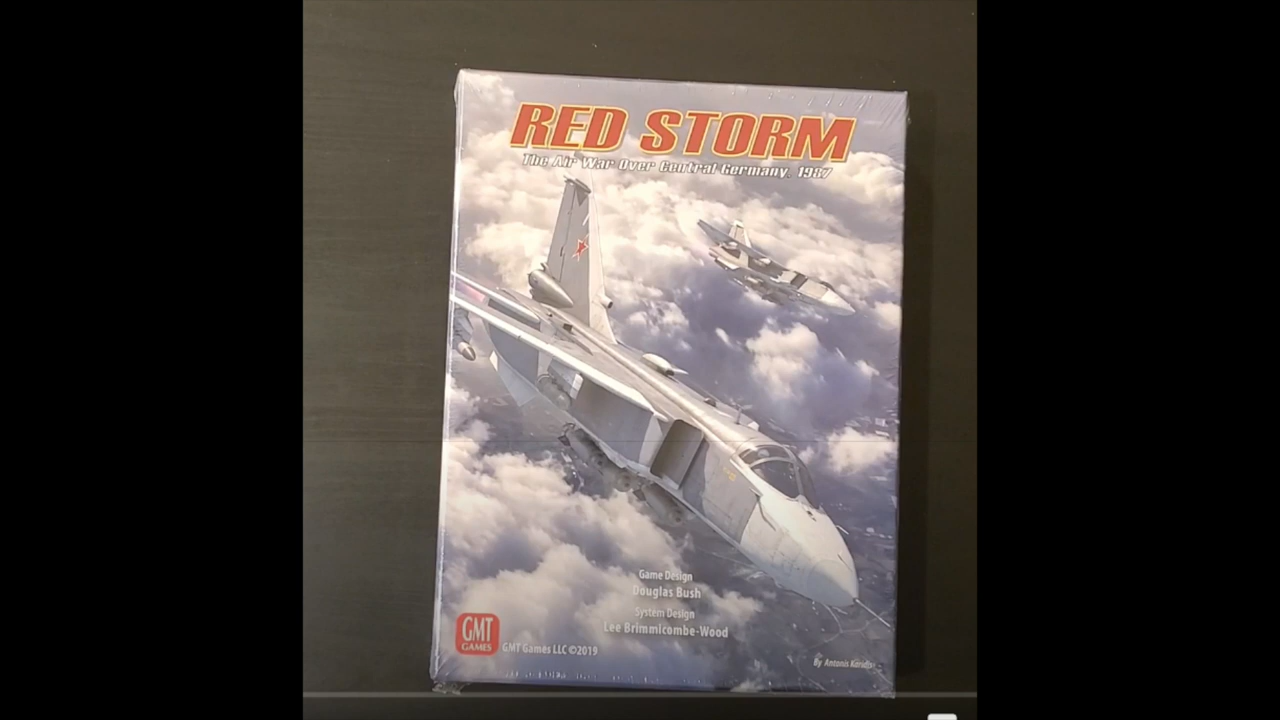 RED STORM
The Air War Over Central Germany, 1987
Game Design
Douglas Bush
System Design
Lee Brimmicombe-Wood
GMT
GAMES
GMT Games LLC ©2019
By Antonis Karidis